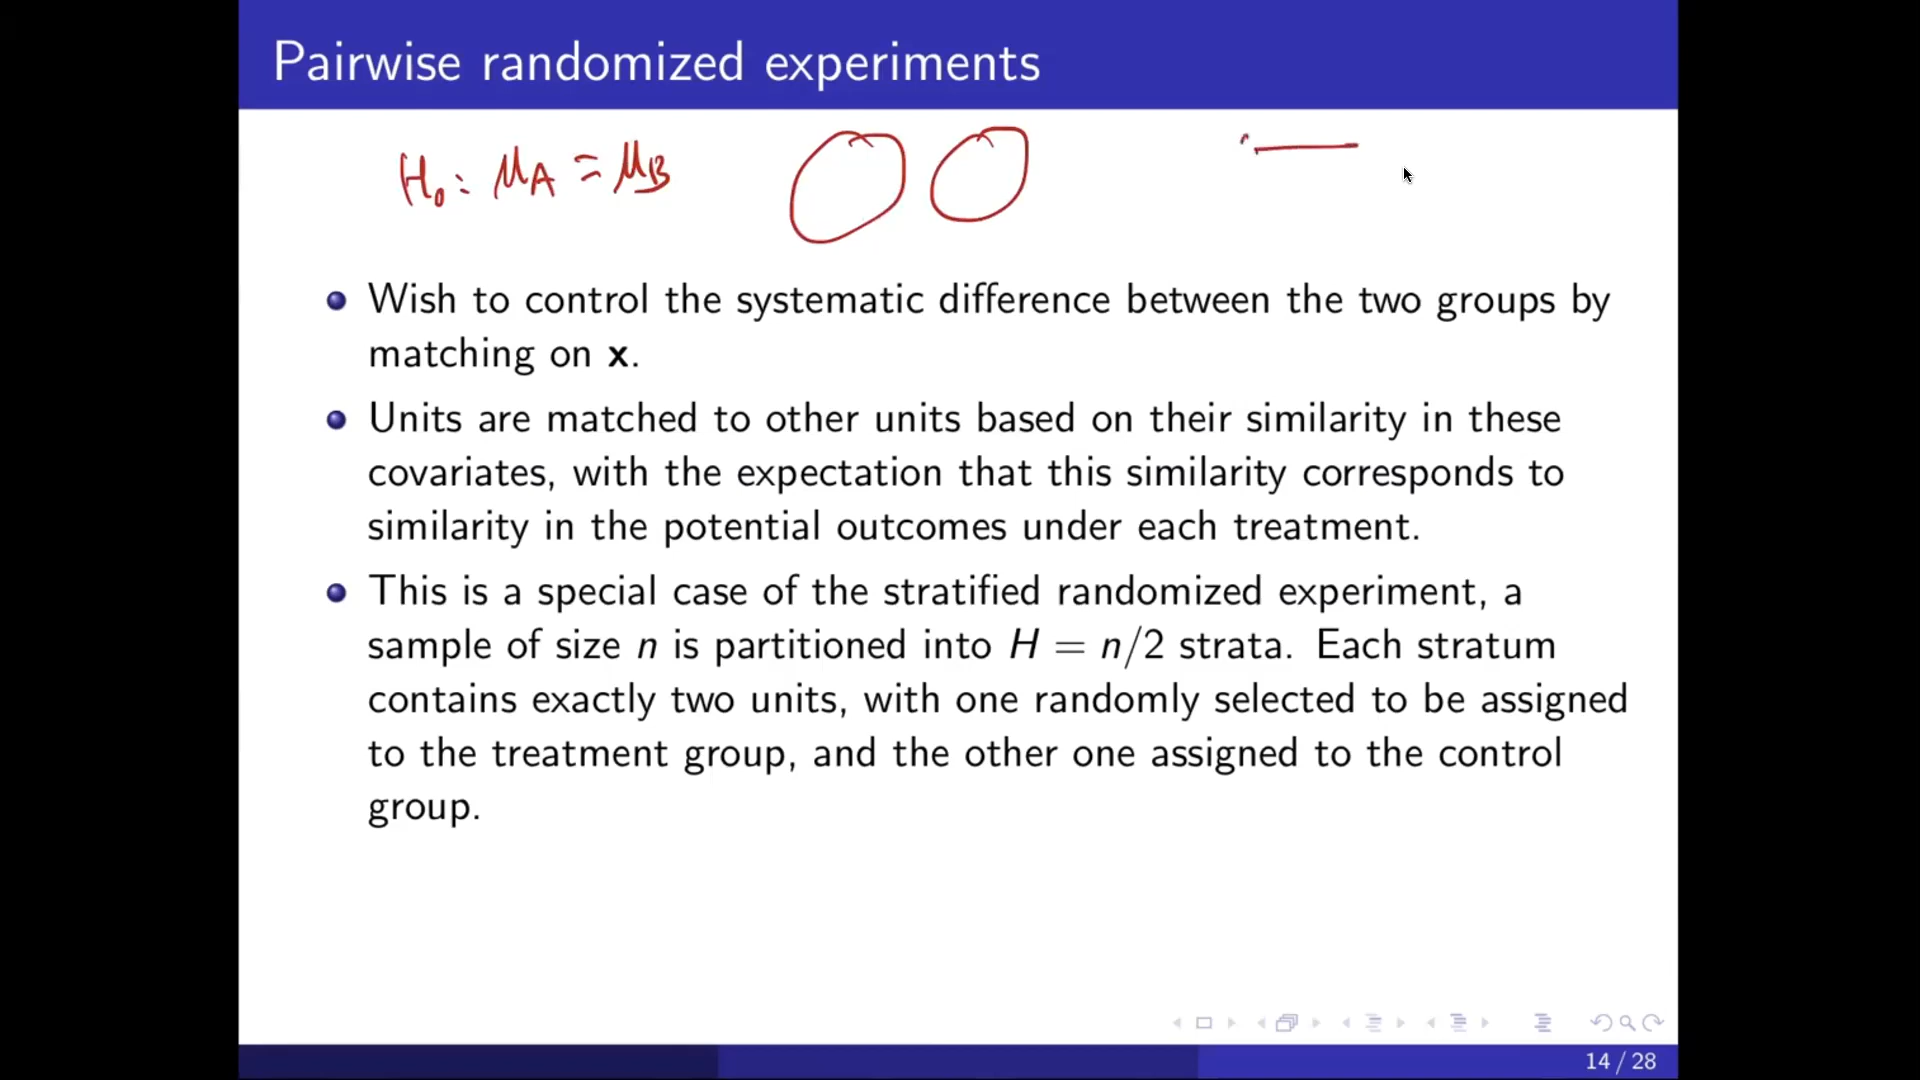 Pairwise randomized experiments
H₀: μA = μB
Wish to control the systematic difference between the two groups by
matching on x.
Units are matched to other units based on their similarity in these
covariates, with the expectation that this similarity corresponds to
similarity in the potential outcomes under each treatment.
This is a special case of the stratified randomized experiment, a
sample of size n is partitioned into H = n/2 strata. Each stratum
contains exactly two units, with one randomly selected to be assigned
to the treatment group, and the other one assigned to the control
group.
14 / 28